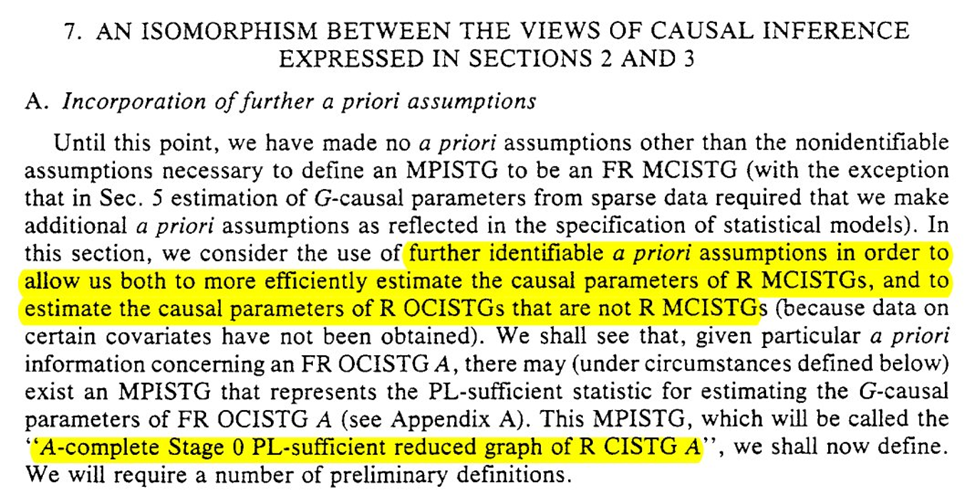 7. AN ISOMORPHISM BETWEEN THE VIEWS OF CAUSAL INFERENCE
EXPRESSED IN SECTIONS 2 AND 3
A. Incorporation of further a priori assumptions
Until this point, we have made no a priori assumptions other than the nonidentifiable
assumptions necessary to define an MPISTG to be an FR MCISTG (with the exception
that in Sec. 5 estimation of G-causal parameters from sparse data required that we make
additional a priori assumptions as reflected in the specification of statistical models). In
this section, we consider the use of further identifiable a priori assumptions in order to
allow us both to more efficiently estimate the causal parameters of R MCISTGs, and to
estimate the causal parameters of R OCISTGs that are not R MCISTGs (because data on
certain covariates have not been obtained). We shall see that, given particular a priori
information concerning an FR OCISTG A, there may (under circumstances defined below)
exist an MPISTG that represents the PL-sufficient statistic for estimating the G-causal
parameters of FR OCISTG A (see Appendix A). This MPISTG, which will be called the
“A-complete Stage 0 PL-sufficient reduced graph of R CISTG A”, we shall now define.
We will require a number of preliminary definitions.